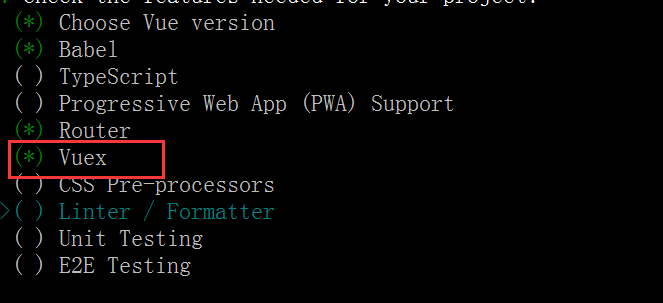 Check the features needed for your project:
(*) Choose Vue version
(*) Babel
( ) TypeScript
( ) Progressive Web App (PWA) Support
(*) Router
(*) Vuex
( ) CSS Pre-processors
>( ) Linter / Formatter
( ) Unit Testing
( ) E2E Testing